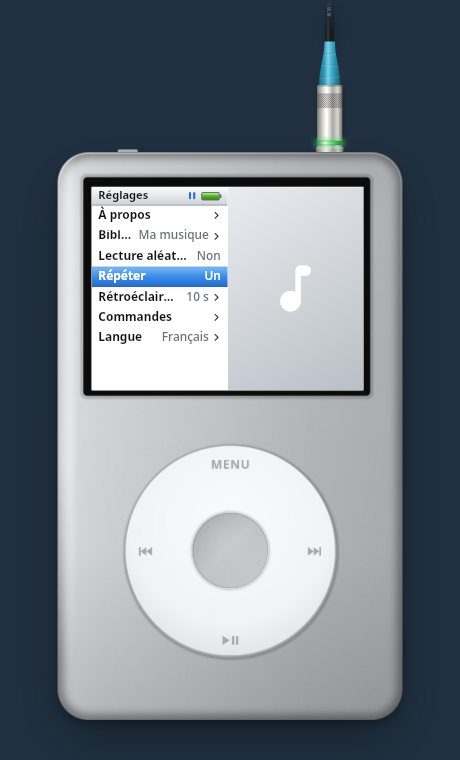 Réglages
À propos
Bibl... Ma musique
Lecture aléat... Non
Répéter Un
Rétroéclair... 10 s
Commandes
Langue Français
MENU